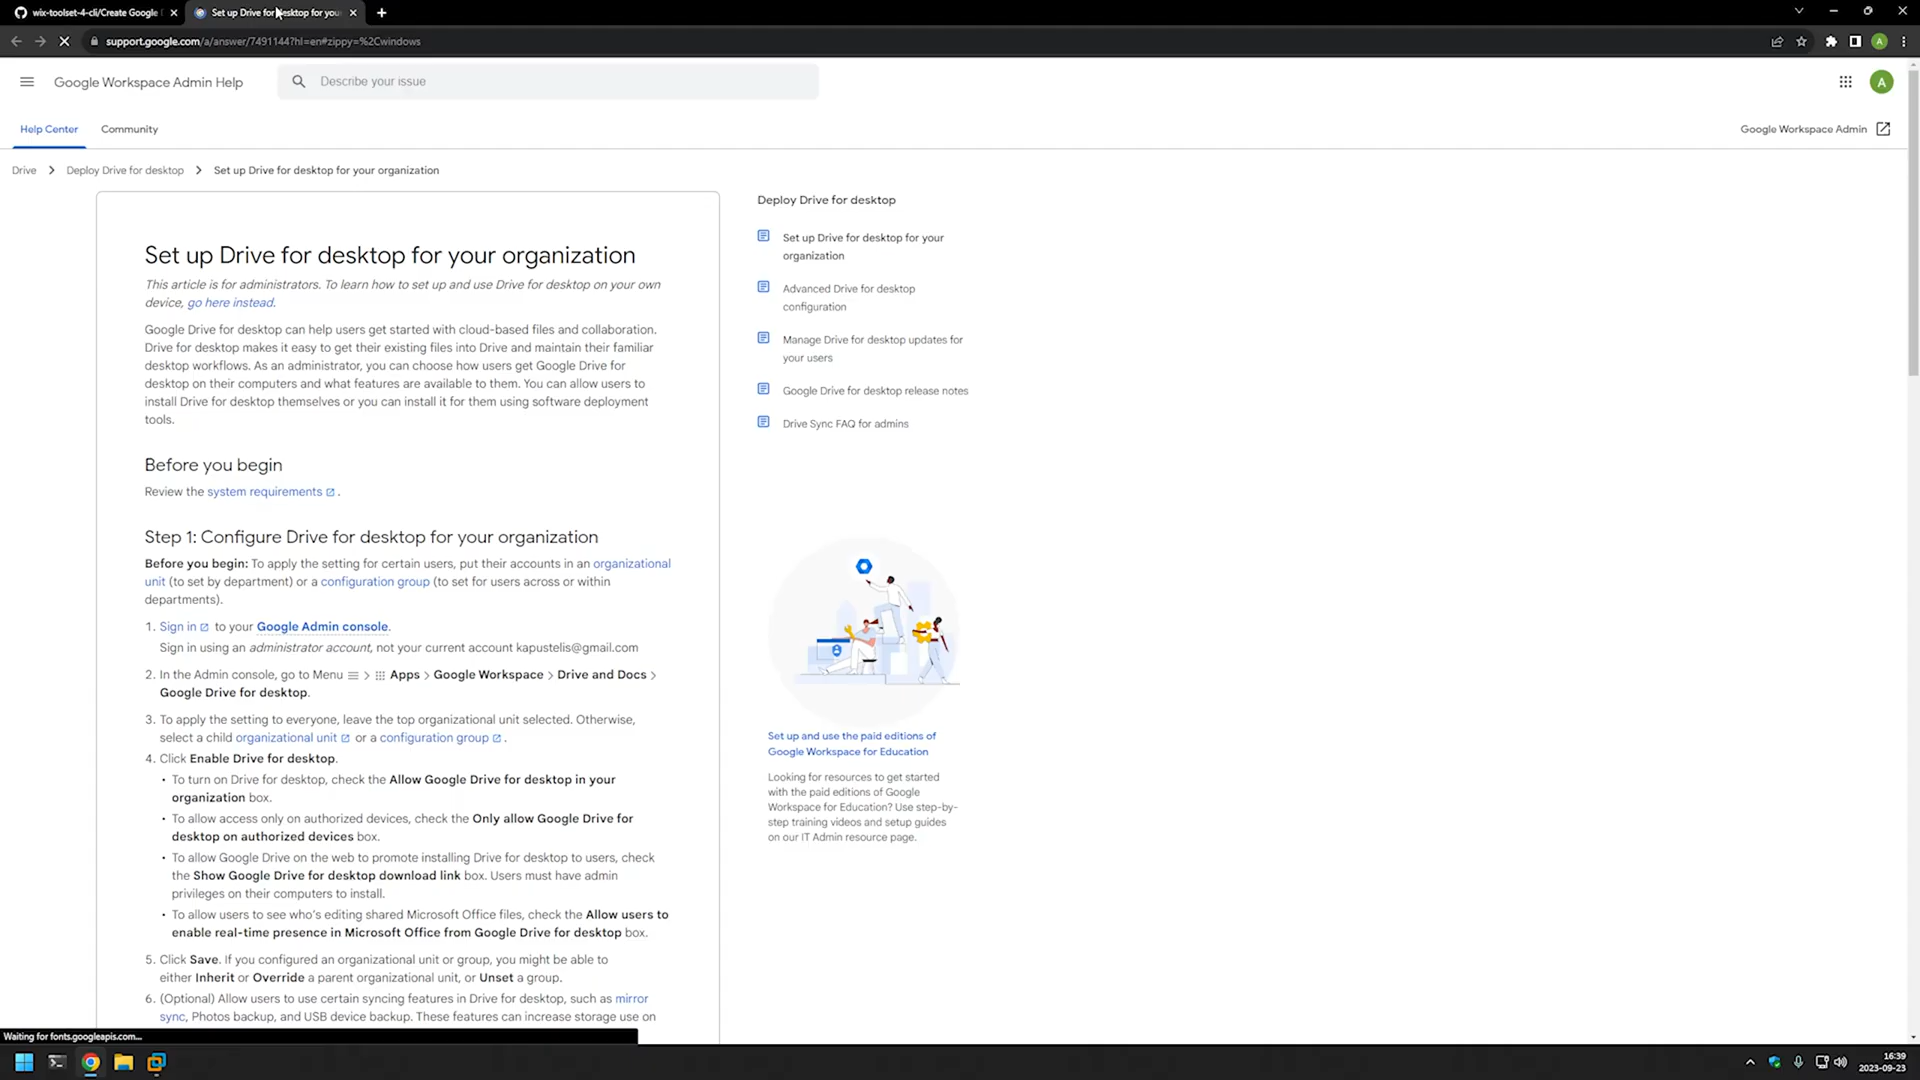 wix-toolset-4-cli/Create Google
Set up Drive for desktop for you
support.google.com/a/answer/7491144?hl=en#zippy=%2Cwindows
A
Google Workspace Admin Help
Describe your issue
A
Help Center
Community
Google Workspace Admin
Drive
Deploy Drive for desktop
Set up Drive for desktop for your organization
Set up Drive for desktop for your organization
This article is for administrators. To learn how to set up and use Drive for desktop on your own
device, go here instead.
Google Drive for desktop can help users get started with cloud-based files and collaboration.
Drive for desktop makes it easy to get their existing files into Drive and maintain their familiar
desktop workflows. As an administrator, you can choose how users get Google Drive for
desktop on their computers and what features are available to them. You can allow users to
install Drive for desktop themselves or you can install it for them using software deployment
tools.
Before you begin
Review the system requirements .
Step 1: Configure Drive for desktop for your organization
Before you begin: To apply the setting for certain users, put their accounts in an organizational
unit (to set by department) or a configuration group (to set for users across or within
departments).
1. Sign in to your Google Admin console.
Sign in using an administrator account, not your current account kapustelis@gmail.com
2. In the Admin console, go to Menu > Apps > Google Workspace > Drive and Docs >
Google Drive for desktop.
3. To apply the setting to everyone, leave the top organizational unit selected. Otherwise,
select a child organizational unit or a configuration group .
4. Click Enable Drive for desktop.
• To turn on Drive for desktop, check the Allow Google Drive for desktop in your
organization box.
• To allow access only on authorized devices, check the Only allow Google Drive for
desktop on authorized devices box.
• To allow Google Drive on the web to promote installing Drive for desktop to users, check
the Show Google Drive for desktop download link box. Users must have admin
privileges on their computers to install.
• To allow users to see who's editing shared Microsoft Office files, check the Allow users to
enable real-time presence in Microsoft Office from Google Drive for desktop box.
5. Click Save. If you configured an organizational unit or group, you might be able to
either Inherit or Override a parent organizational unit, or Unset a group.
6. (Optional) Allow users to use certain syncing features in Drive for desktop, such as mirror
sync, Photos backup, and USB device backup. These features can increase storage use on
Deploy Drive for desktop
Set up Drive for desktop for your
organization
Advanced Drive for desktop
configuration
Manage Drive for desktop updates for
your users
Google Drive for desktop release notes
Drive Sync FAQ for admins
Set up and use the paid editions of
Google Workspace for Education
Looking for resources to get started
with the paid editions of Google
Workspace for Education? Use step-by-
step training videos and setup guides
on our IT Admin resource page.
Waiting for fonts.googleapis.com...
16:39
2023-09-23